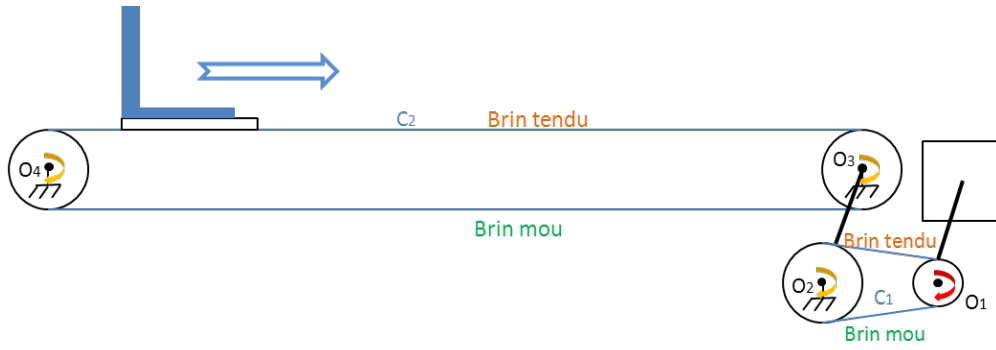 C2 Brin tendu
O4
O3
Brin mou
Brin tendu
O2
C1
O1
Brin mou